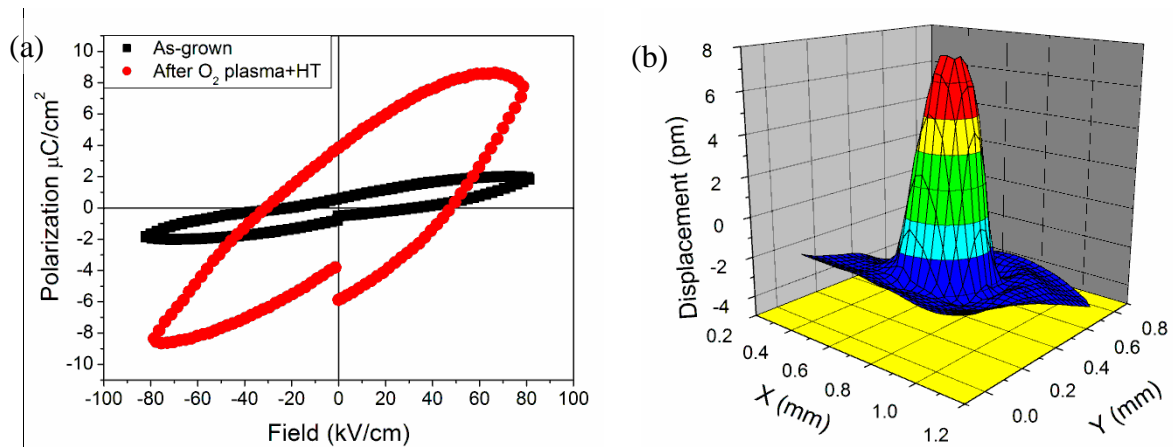 (a)
As-grown
After O₂ plasma+HT
Polarization μC/cm²
10
8
6
4
2
0
-2
-4
-6
-8
-10
-100 -80 -60 -40 -20 0 20 40 60 80 100
Field (kV/cm)
(b)
Displacement (pm)
8
6
4
2
0
-2
-4
0.2 0.4 0.6 0.8 1.0 1.2
X (mm)
0.0 0.2 0.4 0.6 0.8
Y (mm)